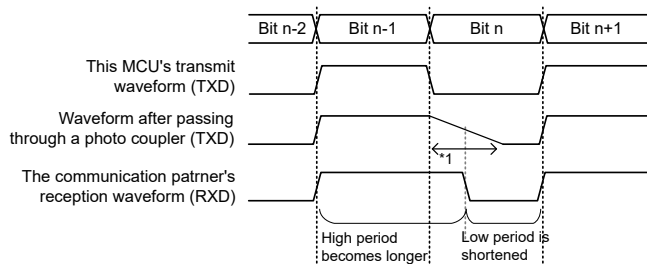 Bit n-2 Bit n-1 Bit n Bit n+1
This MCU's transmit
waveform (TXD)
Waveform after passing
through a photo coupler (TXD)
*1
The communication patrner's
reception waveform (RXD)
High period
becomes longer
Low period is
shortened